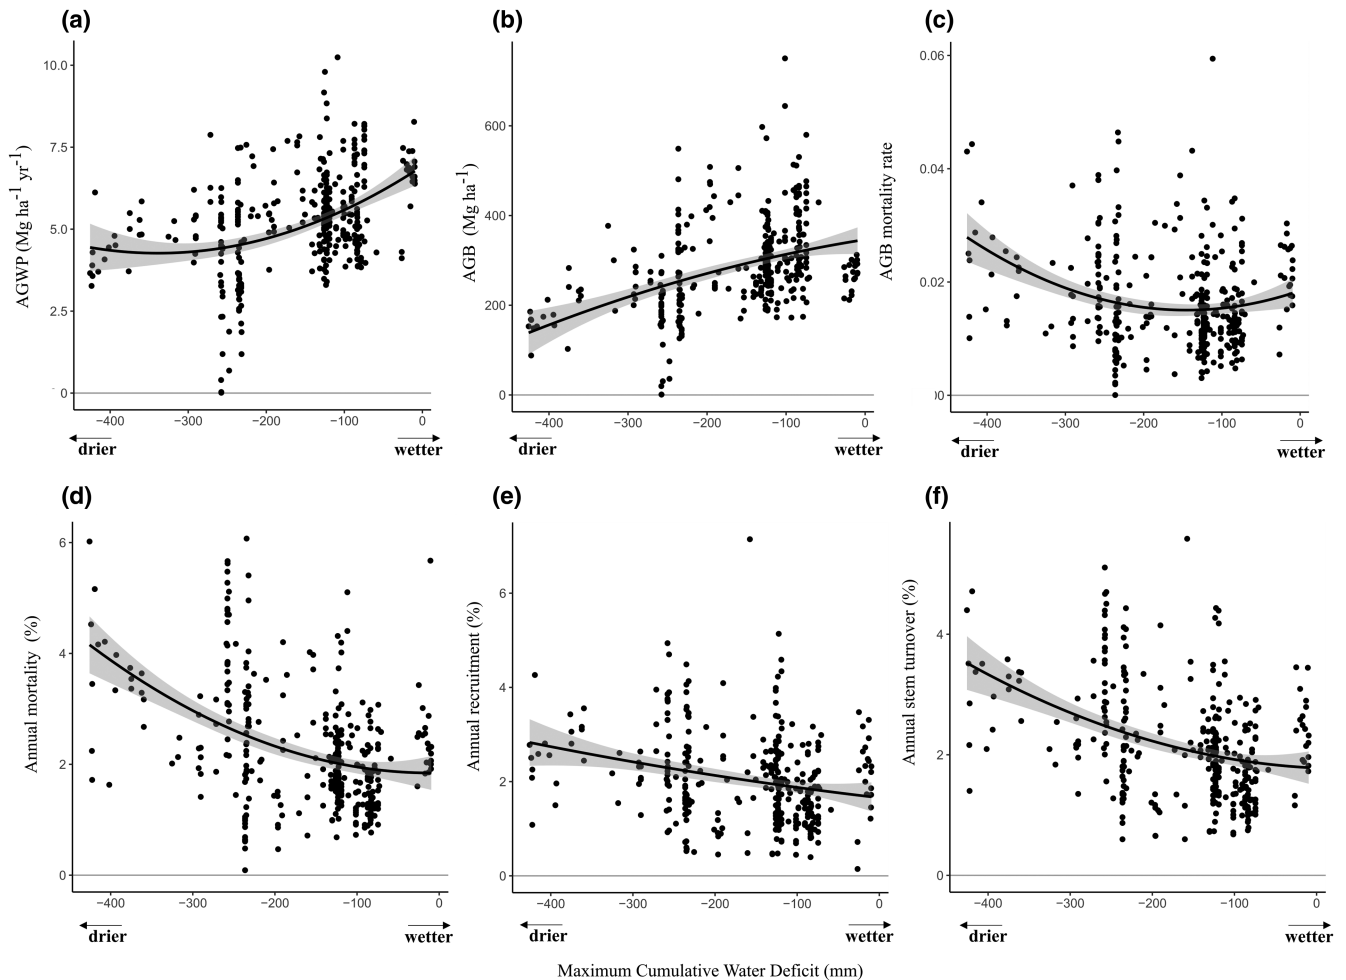 (a)
10.0
7.5
5.0
2.5
0
AGWP (Mg ha⁻¹ yr⁻¹)
−400 −300 −200 −100 0
drier wetter
(b)
600
400
200
0
AGB (Mg ha⁻¹)
−400 −300 −200 −100 0
drier wetter
(c)
0.06
0.04
0.02
00
AGB mortality rate
−400 −300 −200 −100 0
drier wetter
(d)
6
4
2
0
Annual mortality (%)
−400 −300 −200 −100 0
drier wetter
(e)
6
4
2
0
Annual recruitment (%)
−400 −300 −200 −100 0
drier wetter
(f)
4
2
0
Annual stem turnover (%)
−400 −300 −200 −100 0
drier wetter
Maximum Cumulative Water Deficit (mm)